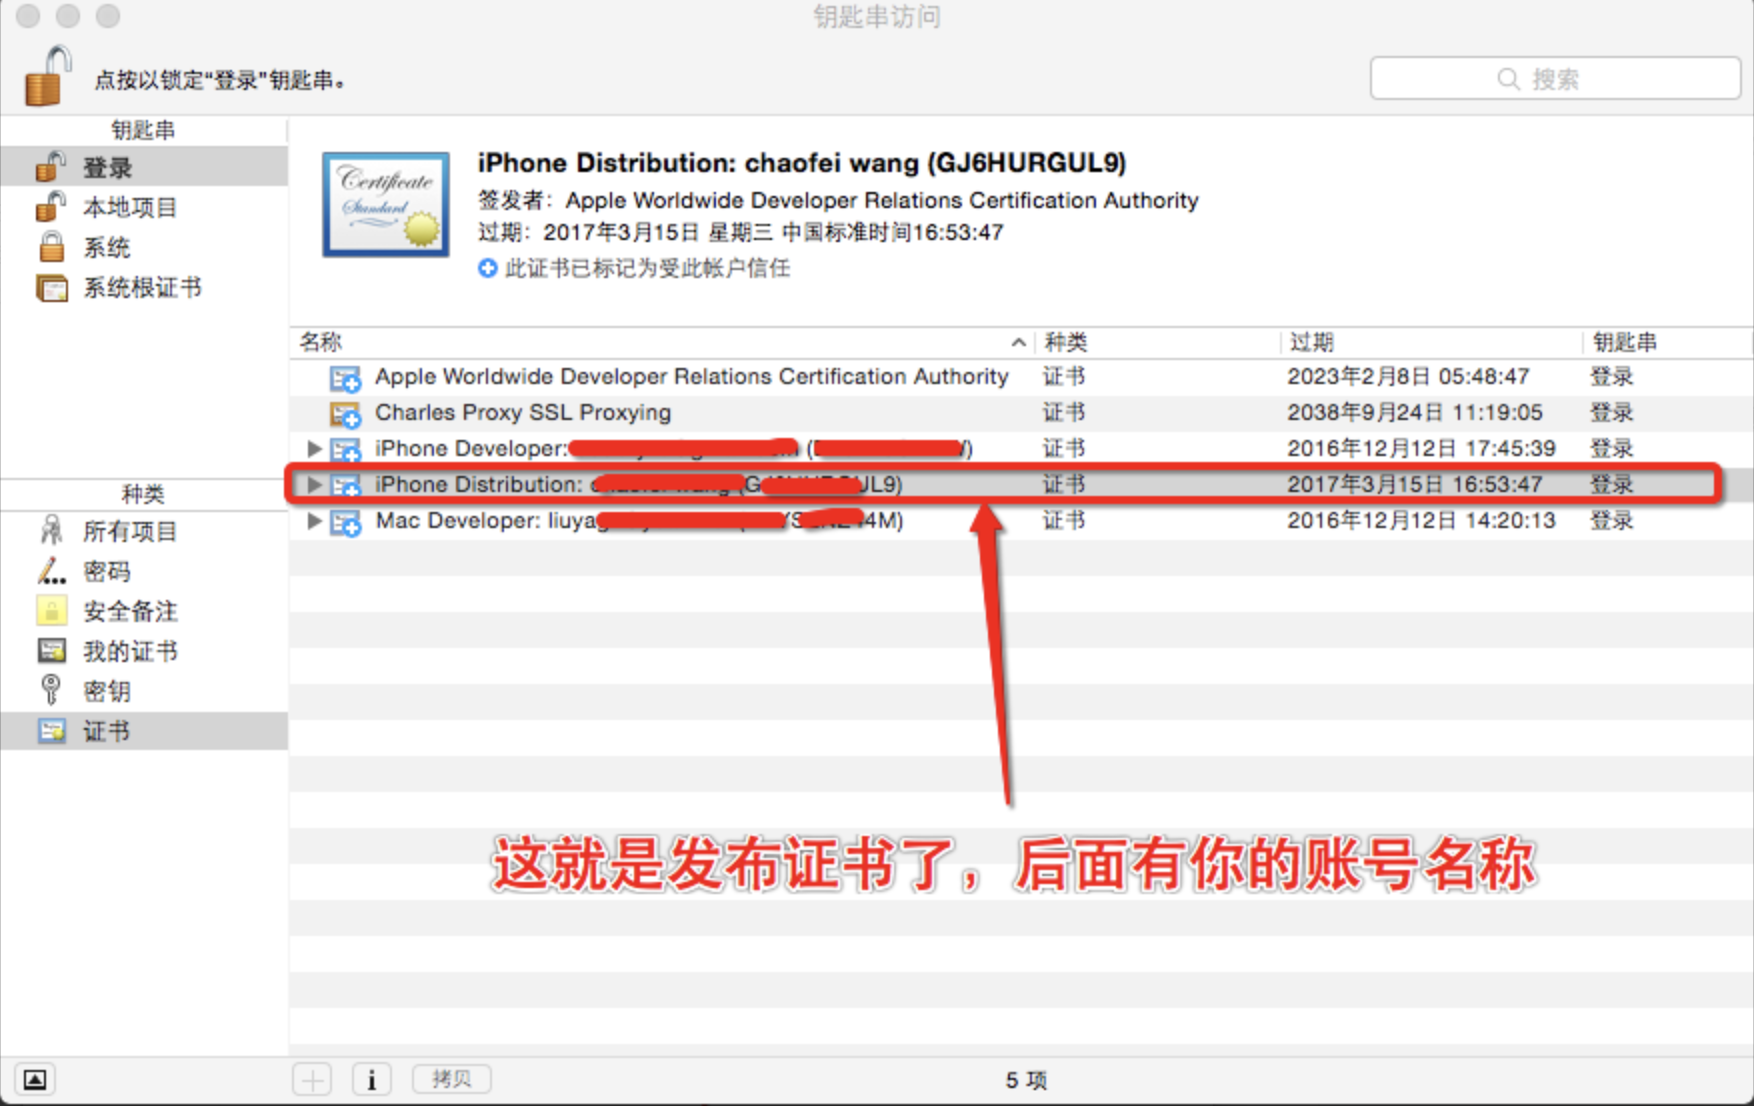 钥匙串访问
点按以锁定“登录”钥匙串。
搜索
钥匙串
登录
本地项目
系统
系统根证书
Certificate
Standard
iPhone Distribution: chaofei wang (GJ6HURGUL9)
签发者：Apple Worldwide Developer Relations Certification Authority
过期：2017年3月15日 星期三 中国标准时间16:53:47
此证书已标记为受此帐户信任
名称 种类 过期 钥匙串
Apple Worldwide Developer Relations Certification Authority 证书 2023年2月8日 05:48:47 登录
Charles Proxy SSL Proxying 证书 2038年9月24日 11:19:05 登录
iPhone Developer: 证书 2016年12月12日 17:45:39 登录
iPhone Distribution: 证书 2017年3月15日 16:53:47 登录
Mac Developer: 证书 2016年12月12日 14:20:13 登录
种类
所有项目
密码
安全备注
我的证书
密钥
证书
这就是发布证书了，后面有你的账号名称
拷贝
5 项